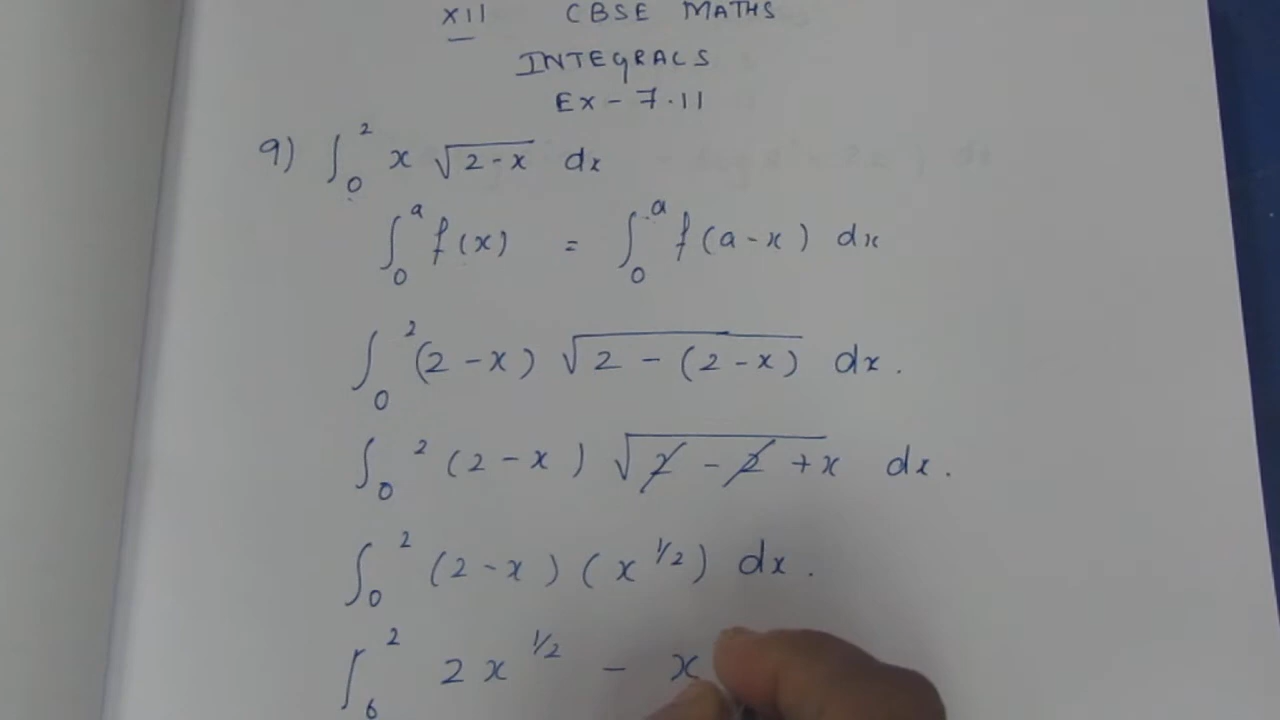 XII CBSE MATHS
INTEGRALS
Ex - 7.11
9) ∫₀² x √(2-x) dx
∫₀ᵃ f(x) = ∫₀ᵃ f(a-x) dx
∫₀² (2-x) √(2-(2-x)) dx.
∫₀² (2-x) √(2-2+x) dx.
∫₀² (2-x) (x^1/2) dx.
∫₀² 2x^1/2 - x